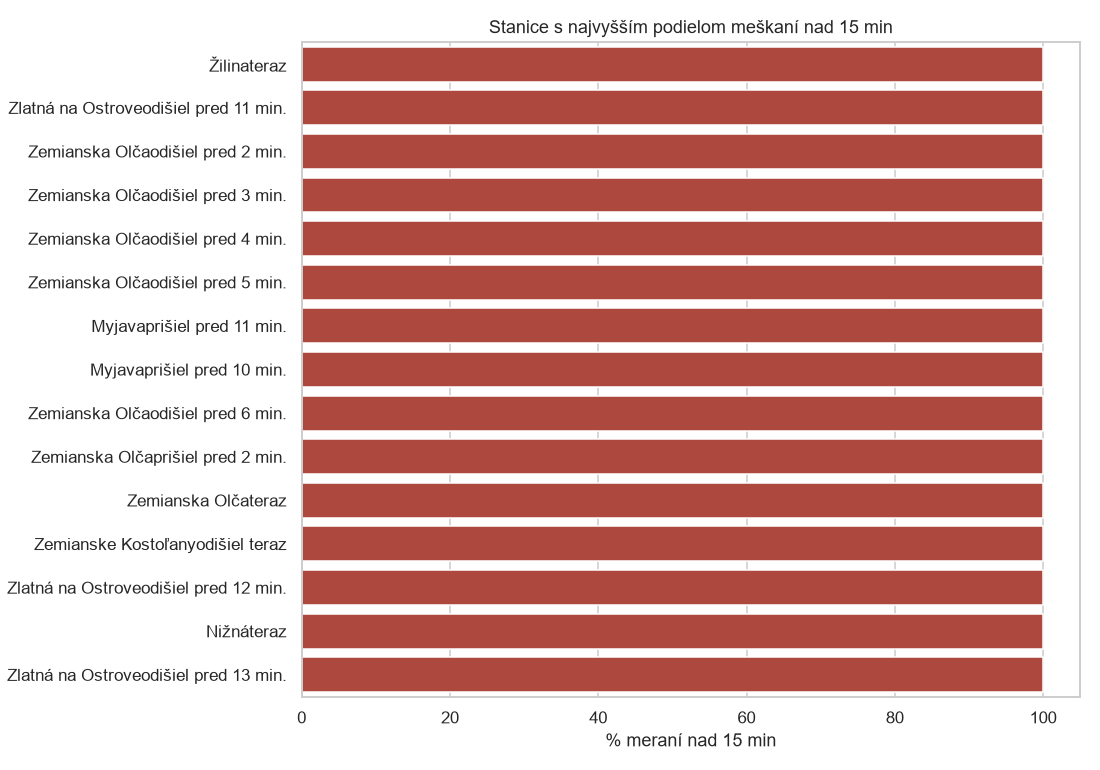 Stanice s najvyšším podielom meškaní nad 15 min
Žilinateraz
Zlatná na Ostroveodišiel pred 11 min.
Zemianska Olčaodišiel pred 2 min.
Zemianska Olčaodišiel pred 3 min.
Zemianska Olčaodišiel pred 4 min.
Zemianska Olčaodišiel pred 5 min.
Myjavaprišiel pred 11 min.
Myjavaprišiel pred 10 min.
Zemianska Olčaodišiel pred 6 min.
Zemianska Olčaprišiel pred 2 min.
Zemianska Olčateraz
Zemianske Kostoľanyodišiel teraz
Zlatná na Ostroveodišiel pred 12 min.
Nižnáteraz
Zlatná na Ostroveodišiel pred 13 min.
0 20 40 60 80 100
% meraní nad 15 min